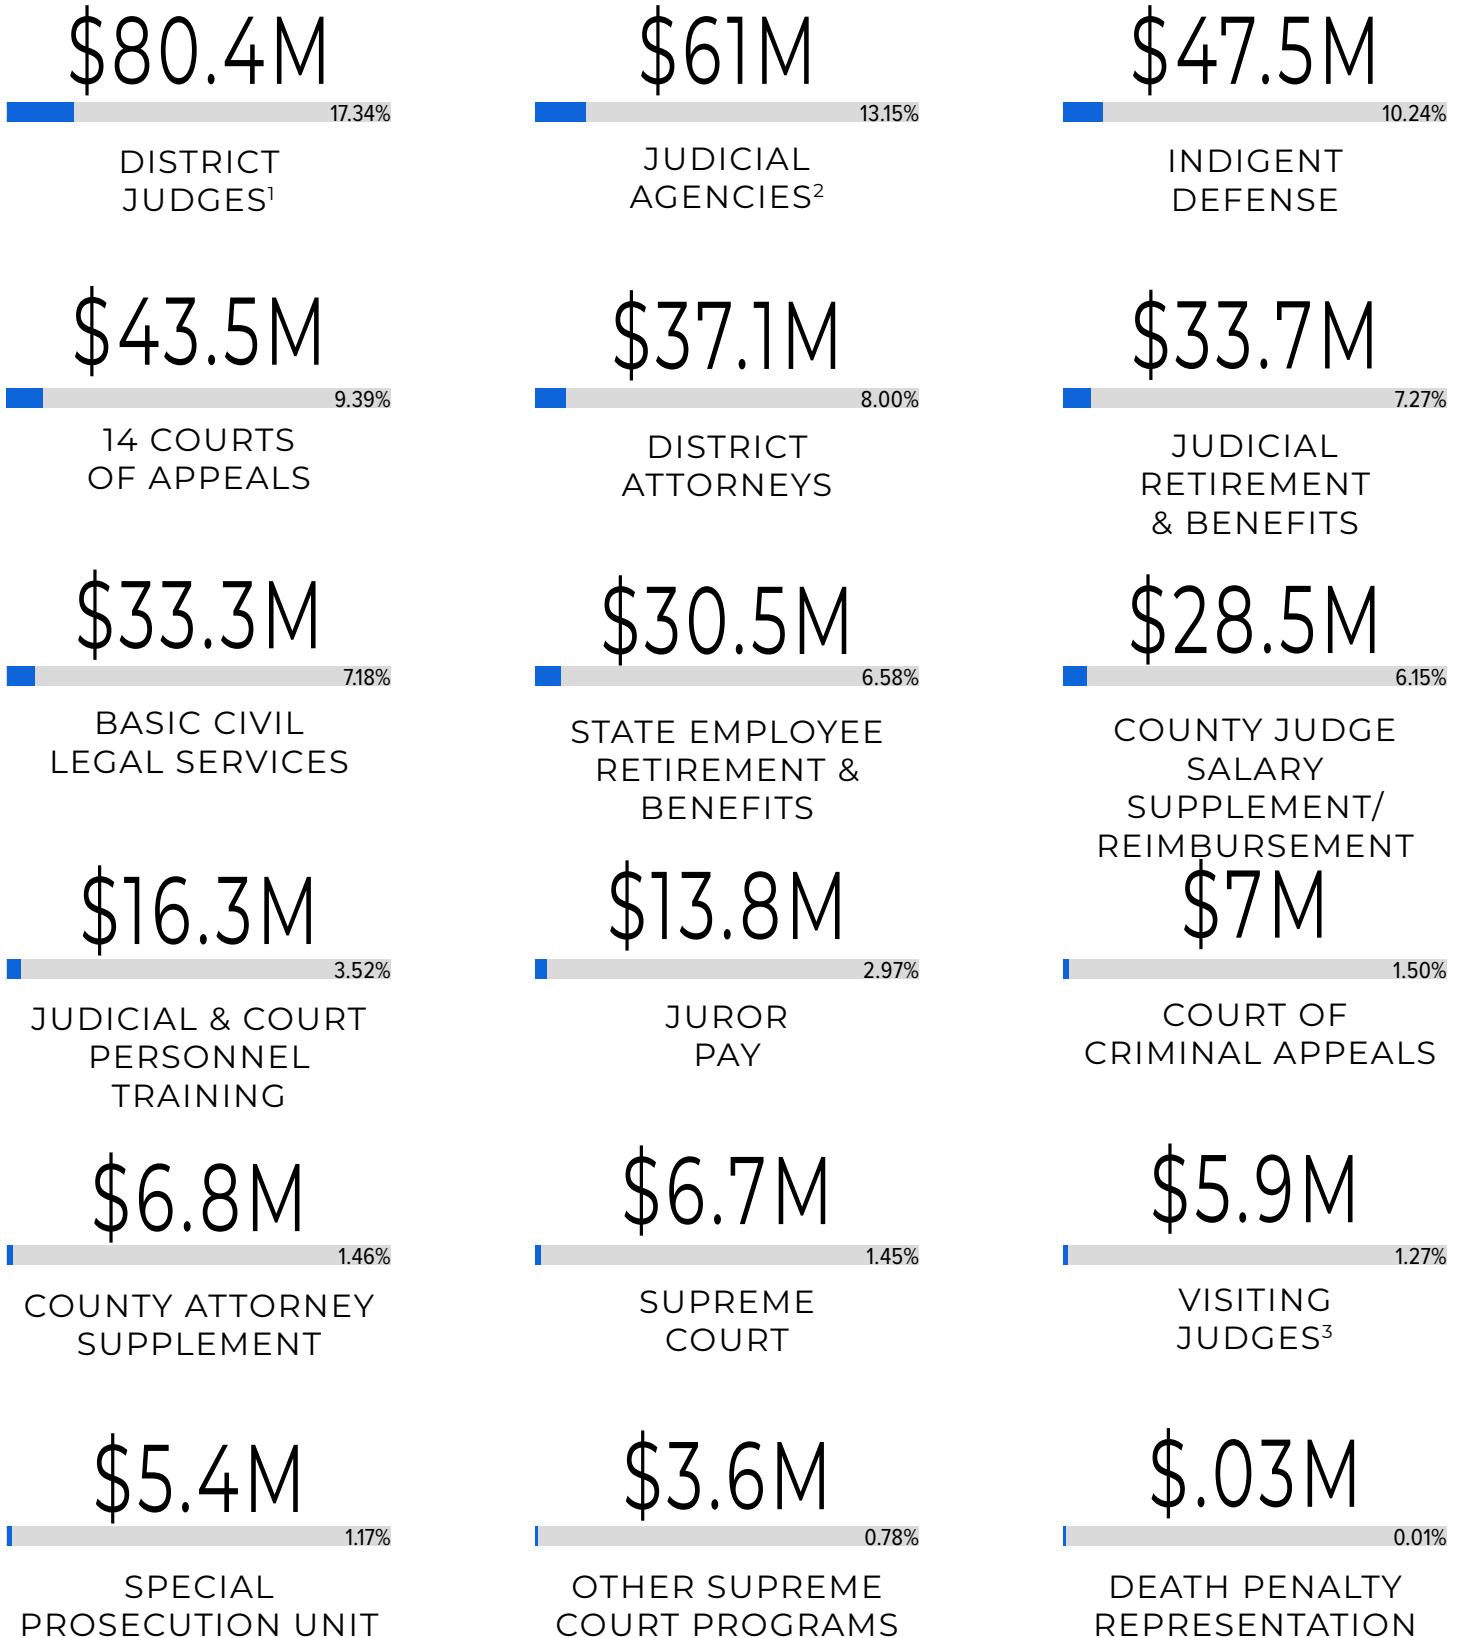 $80.4M
17.34%
DISTRICT
JUDGES¹
$61M
13.15%
JUDICIAL
AGENCIES²
$47.5M
10.24%
INDIGENT
DEFENSE
$43.5M
9.39%
14 COURTS
OF APPEALS
$37.1M
8.00%
DISTRICT
ATTORNEYS
$33.7M
7.27%
JUDICIAL
RETIREMENT
& BENEFITS
$33.3M
7.18%
BASIC CIVIL
LEGAL SERVICES
$30.5M
6.58%
STATE EMPLOYEE
RETIREMENT &
BENEFITS
$28.5M
6.15%
COUNTY JUDGE
SALARY
SUPPLEMENT/
REIMBURSEMENT
$16.3M
3.52%
JUDICIAL & COURT
PERSONNEL
TRAINING
$13.8M
2.97%
JUROR
PAY
$7M
1.50%
COURT OF
CRIMINAL APPEALS
$6.8M
1.46%
COUNTY ATTORNEY
SUPPLEMENT
$6.7M
1.45%
SUPREME
COURT
$5.9M
1.27%
VISITING
JUDGES³
$5.4M
1.17%
SPECIAL
PROSECUTION UNIT
$3.6M
0.78%
OTHER SUPREME
COURT PROGRAMS
$.03M
0.01%
DEATH PENALTY
REPRESENTATION